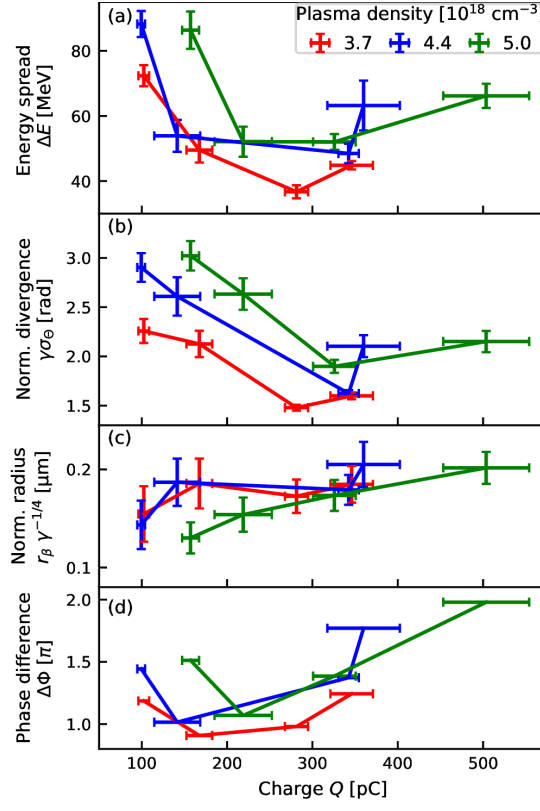 (a)
Plasma density [10¹⁸ cm⁻³]
3.7 4.4 5.0
Energy spread
ΔE [MeV]
80
60
40
(b)
Norm. divergence
γσ_Θ [rad]
3.0
2.5
2.0
1.5
(c)
Norm. radius
r_β γ^{-1/4} [μm]
0.2
0.1
(d)
Phase difference
ΔΦ [π]
2.0
1.5
1.0
100 200 300 400 500
Charge Q [pC]